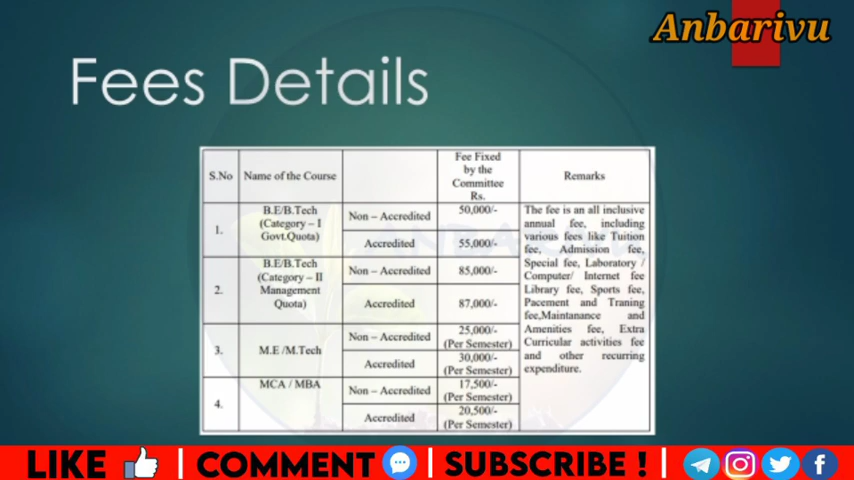 Anbarivu
Fees Details
S.No
Name of the Course
Fee Fixed
by the
Committee
Rs.
Remarks
1.
B.E/B.Tech
(Category – I
Govt.Quota)
Non – Accredited
50,000/-
Accredited
55,000/-
2.
B.E/B.Tech
(Category – II
Management
Quota)
Non – Accredited
85,000/-
Accredited
87,000/-
3.
M.E /M.Tech
Non – Accredited
25,000/-
(Per Semester)
Accredited
30,000/-
(Per Semester)
4.
MCA / MBA
Non – Accredited
17,500/-
(Per Semester)
Accredited
20,500/-
(Per Semester)
The fee is an all inclusive
annual fee, including
various fees like Tuition
fee, Admission fee,
Special fee, Laboratory /
Computer/ Internet fee
Library fee, Sports fee,
Pacement and Traning
fee,Maintanance and
Amenities fee, Extra
Curricular activities fee
and other recurring
expenditure.
LIKE | COMMENT | SUBSCRIBE ! |